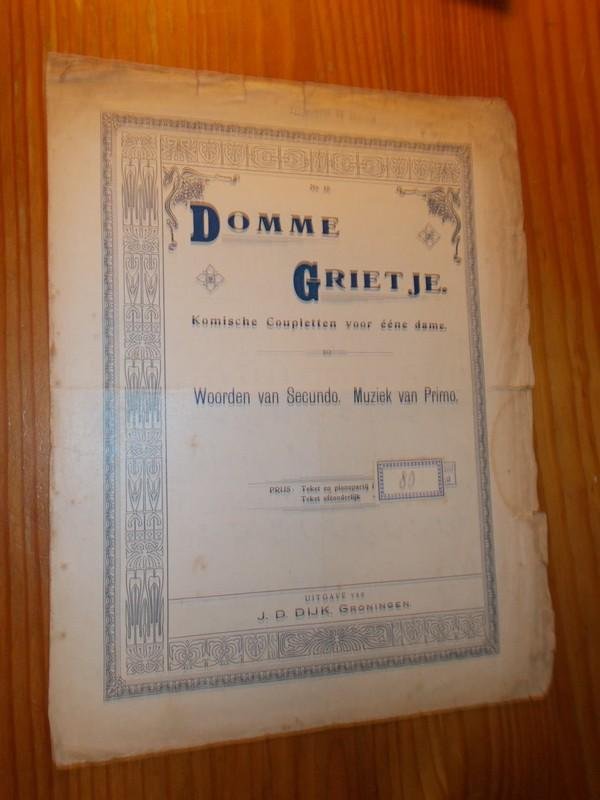 DOMME
GRIETJE.
Komische Coupletten voor ééne dame.
Woorden van Secundo. Muziek van Primo.
PRIJS: Tekst en pianopartij f
Tekst afzonderlijk
80
UITGAVE van
J. D. DIJK, GRONINGEN